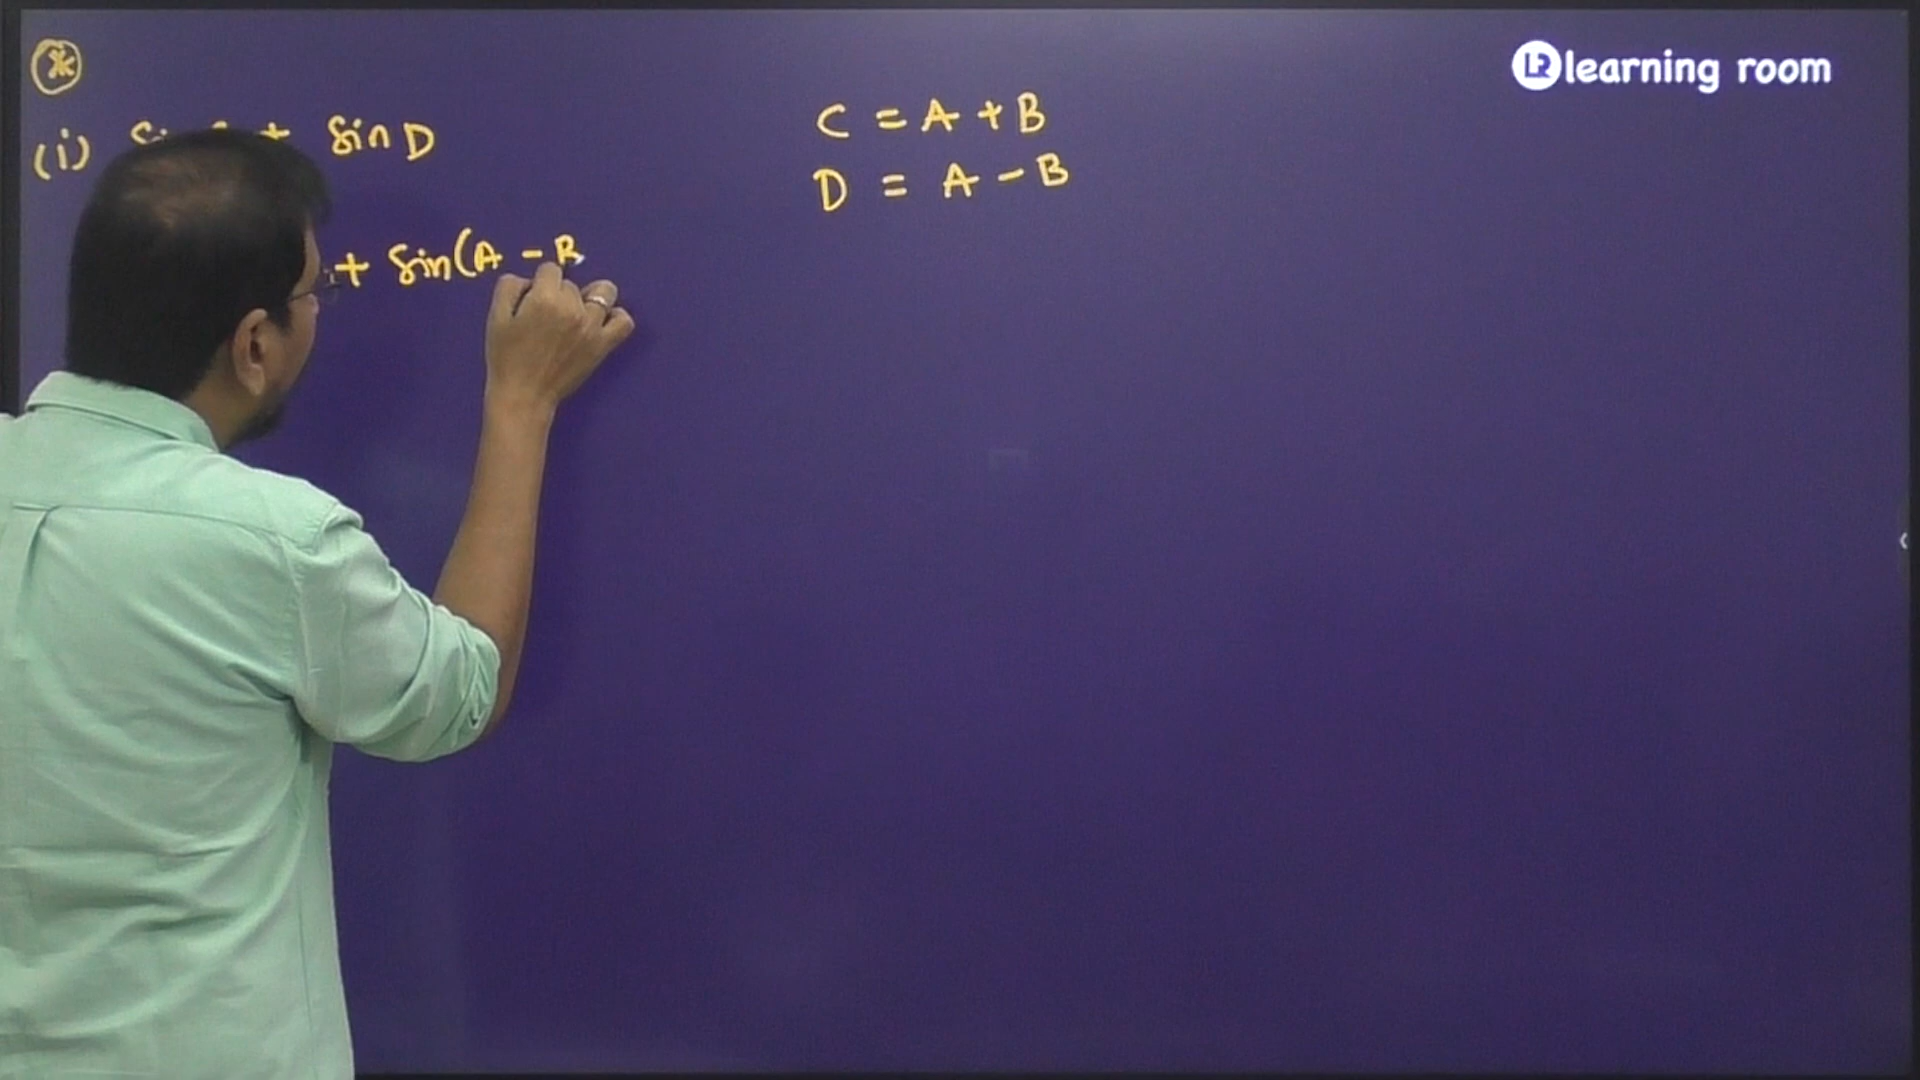 learning room
(i) + sin D
+ sin(A - B
C = A + B
D = A - B